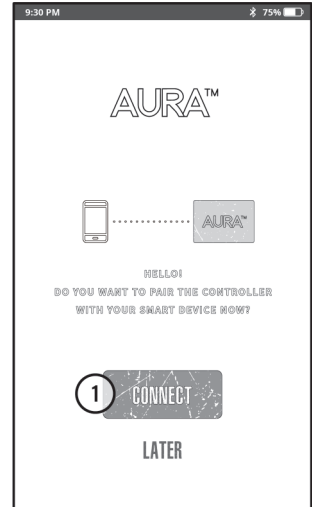 9:30 PM 75%
AURA™
AURA™
HELLO!
DO YOU WANT TO PAIR THE CONTROLLER
WITH YOUR SMART DEVICE NOW?
1 CONNECT
LATER